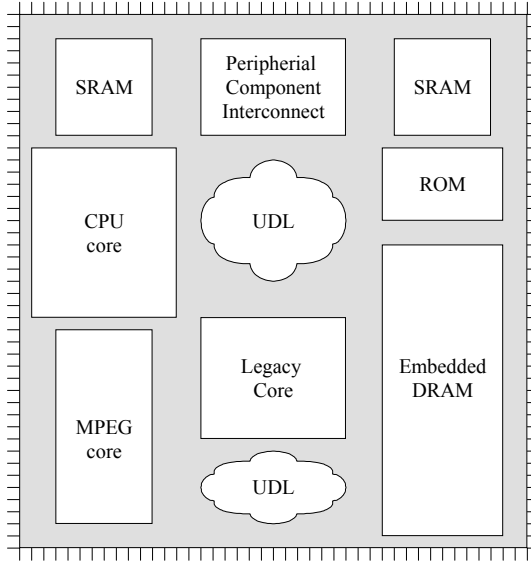 SRAM
Peripherial
Component
Interconnect
SRAM
CPU
core
UDL
ROM
Legacy
Core
Embedded
DRAM
MPEG
core
UDL